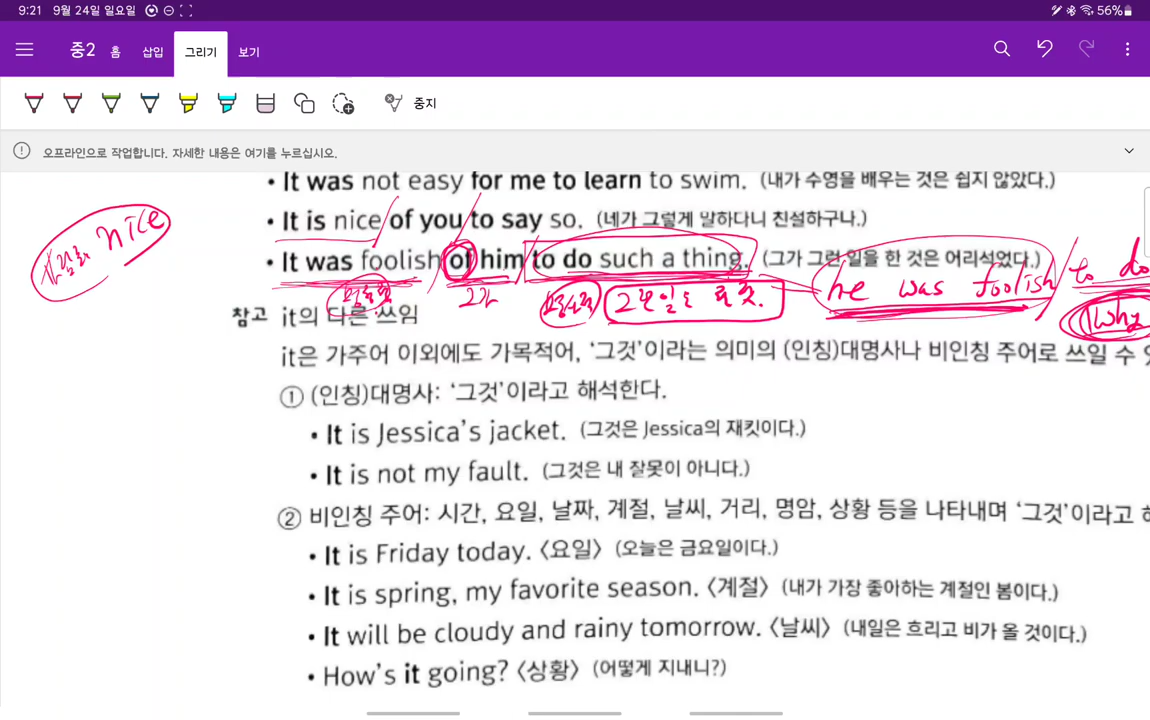 9:21 9월 24일 일요일 56%
중2 홈 삽입 그리기 보기
중지
오프라인으로 작업합니다. 자세한 내용은 여기를 누르십시오.
• It was not easy for me to learn to swim. (내가 수영을 배우는 것은 쉽지 않았다.)
nice
• It is nice of you to say so. (네가 그렇게 말하다니 친절하구나.)
• It was foolish of him to do such a thing. (그가 그런 일을 한 것은 어리석었다.)
to do
그가
he was foolish
why
참고 it의 다른 쓰임
it은 가주어 이외에도 가목적어, ‘그것’이라는 의미의 (인칭)대명사나 비인칭 주어로 쓰일 수
① (인칭)대명사: ‘그것’이라고 해석한다.
• It is Jessica’s jacket. (그것은 Jessica의 재킷이다.)
• It is not my fault. (그것은 내 잘못이 아니다.)
② 비인칭 주어: 시간, 요일, 날짜, 계절, 날씨, 거리, 명암, 상황 등을 나타내며 ‘그것’이라고
• It is Friday today. 〈요일〉 (오늘은 금요일이다.)
• It is spring, my favorite season. 〈계절〉 (내가 가장 좋아하는 계절인 봄이다.)
• It will be cloudy and rainy tomorrow. 〈날씨〉 (내일은 흐리고 비가 올 것이다.)
• How’s it going? 〈상황〉 (어떻게 지내니?)